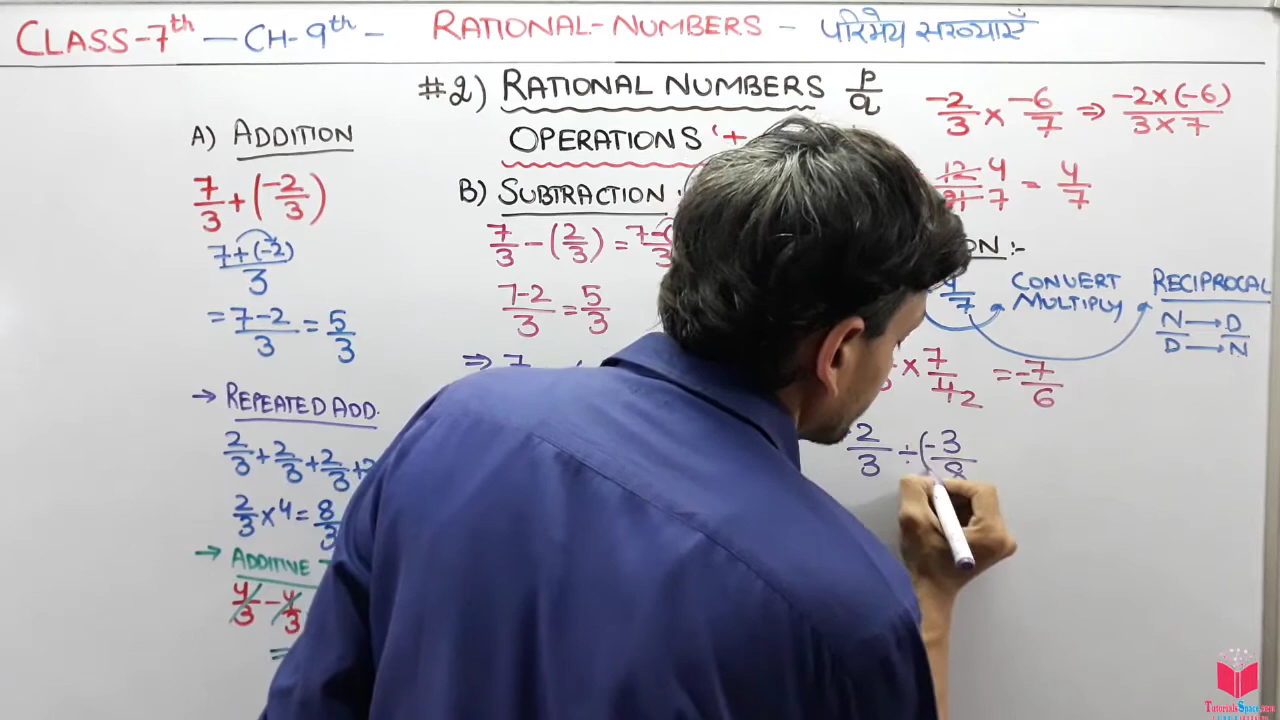 CLASS-7th — CH-9th - RATIONAL-NUMBERS - परिमेय संख्याएँ
#2) RATIONAL NUMBERS p/q
OPERATIONS '+
A) ADDITION
7/3 + (-2/3)
7+(-2)/3
= 7-2/3 = 5/3
→ REPEATED ADD.
2/3 + 2/3 + 2/3 + 2
2/3 × 4 = 8/3
→ ADDITIVE
4/3 - 4/3
=
B) SUBTRACTION :
7/3 - (2/3) = 7-(
7-2/3 = 5/3
⇒ 7
-2/3 × -6/7 ⇒ -2×(-6)/3×7
12/21 4/7 = 4/7
ON :-
4/7 CONVERT MULTIPLY
RECIPROCAL
N → D
D → N
× 7/4 2 = -7/6
2/3 ÷ (-3/8
TutorialsSpace.com